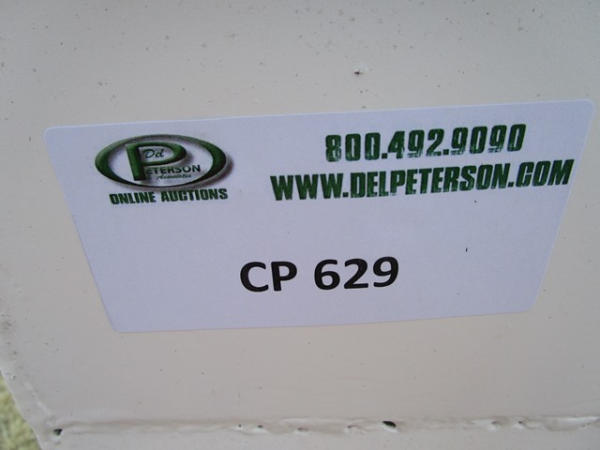 Del
PETERSON
Associates
ONLINE AUCTIONS
800.492.9090
WWW.DELPETERSON.COM
CP 629